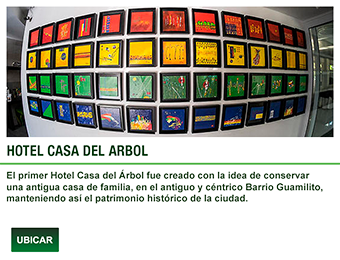 HOTEL CASA DEL ARBOL
El primer Hotel Casa del Árbol fue creado con la idea de conservar
una antigua casa de familia, en el antiguo y céntrico Barrio Guamilito,
manteniendo así el patrimonio histórico de la ciudad.
UBICAR